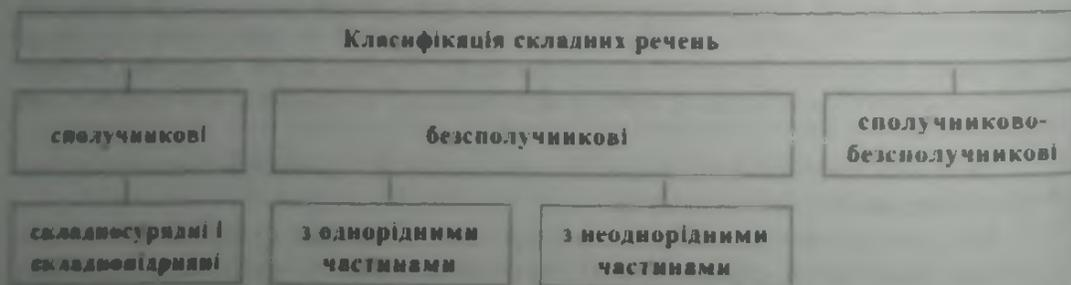 Класифікація складних речень
сполучникові
безсполучникові
сполучниково-
безсполучникові
складносурядні і
складнопідрядні
з однорідними
частинами
з неоднорідними
частинами